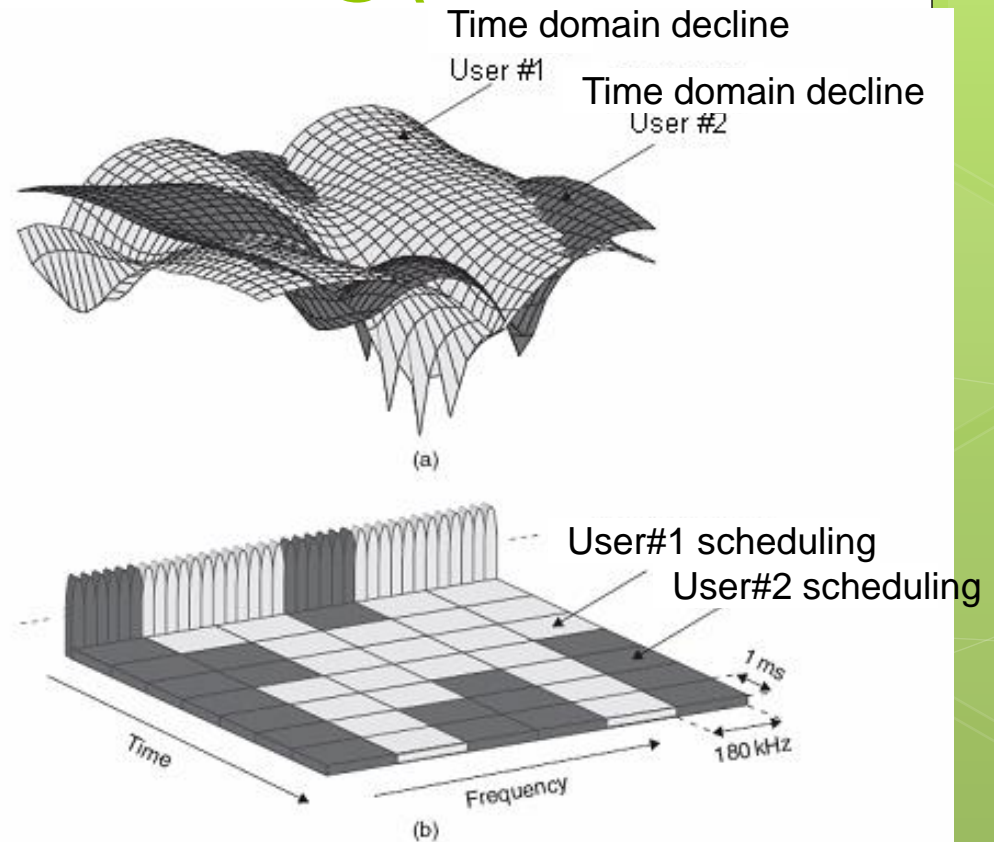 Time domain decline
User #1
Time domain decline
User #2
(a)
User#1 scheduling
User#2 scheduling
1 ms
180 kHz
Time
Frequency
(b)